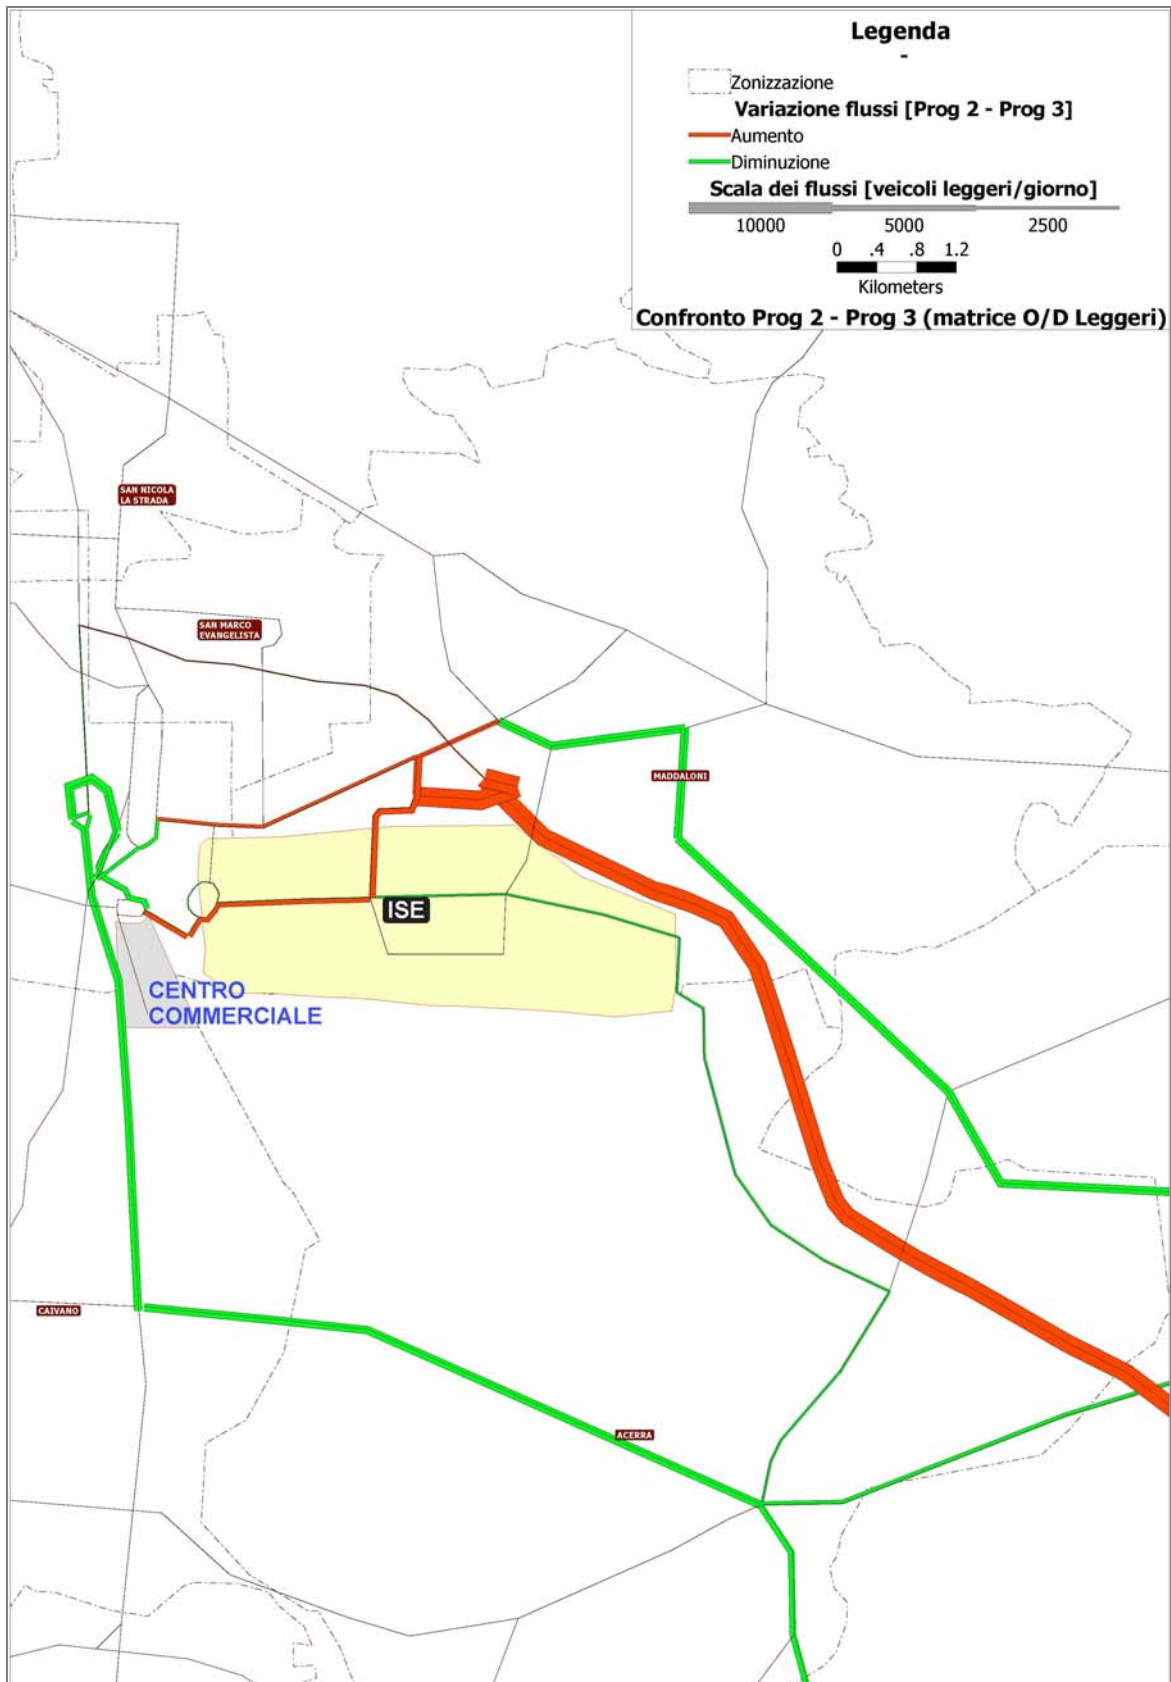 Legenda
-
Zonizzazione
Variazione flussi [Prog 2 - Prog 3]
Aumento
Diminuzione
Scala dei flussi [veicoli leggeri/giorno]
10000 5000 2500
0 .4 .8 1.2
Kilometers
Confronto Prog 2 - Prog 3 (matrice O/D Leggeri)
SAN NICOLA
LA STRADA
SAN MARCO
EVANGELISTA
MADDALONI
ISE
CENTRO
COMMERCIALE
CAIVANO
ACERRA